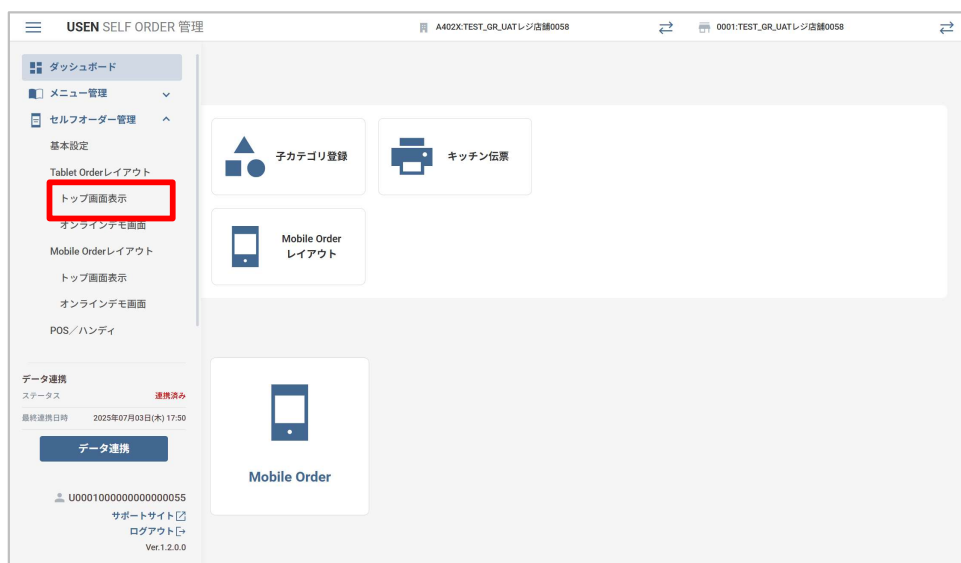 USEN SELF ORDER 管理
A402X:TEST_GR_UATレジ店舗0058
0001:TEST_GR_UATレジ店舗0058
ダッシュボード
メニュー管理
セルフオーダー管理
基本設定
Tablet Orderレイアウト
トップ画面表示
オンラインデモ画面
Mobile Orderレイアウト
トップ画面表示
オンラインデモ画面
POS／ハンディ
データ連携
ステータス 連携済み
最終連携日時 2025年07月03日(木) 17:50
データ連携
U0001000000000000055
サポートサイト
ログアウト
Ver.1.2.0.0
子カテゴリ登録
キッチン伝票
Mobile Order
レイアウト
Mobile Order